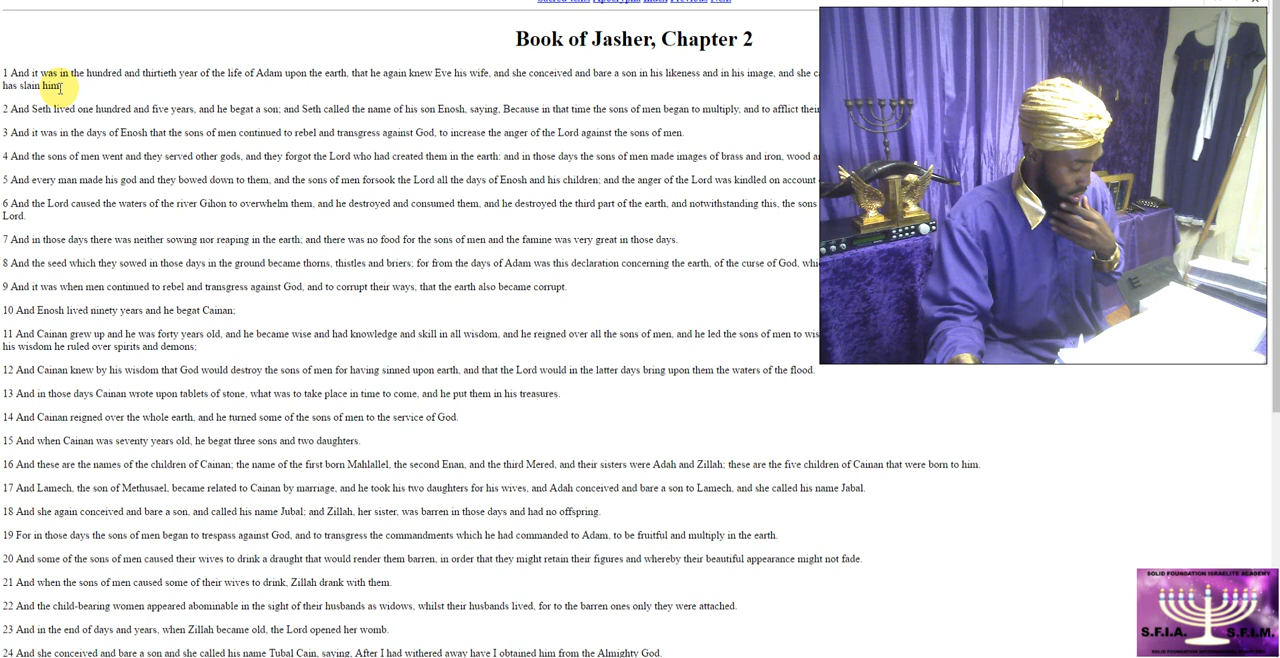 Sacred-texts Apocrypha Index Previous Next
Book of Jasher, Chapter 2
1 And it was in the hundred and thirtieth year of the life of Adam upon the earth, that he again knew Eve his wife, and she conceived and bare a son in his likeness and in his image, and she
has slain him.
2 And Seth lived one hundred and five years, and he begat a son; and Seth called the name of his son Enosh, saying, Because in that time the sons of men began to multiply, and to afflict their
3 And it was in the days of Enosh that the sons of men continued to rebel and transgress against God, to increase the anger of the Lord against the sons of men.
4 And the sons of men went and they served other gods, and they forgot the Lord who had created them in the earth: and in those days the sons of men made images of brass and iron, wood
5 And every man made his god and they bowed down to them, and the sons of men forsook the Lord all the days of Enosh and his children; and the anger of the Lord was kindled on account
6 And the Lord caused the waters of the river Gihon to overwhelm them, and he destroyed and consumed them, and he destroyed the third part of the earth, and notwithstanding this, the sons
Lord.
7 And in those days there was neither sowing nor reaping in the earth; and there was no food for the sons of men and the famine was very great in those days.
8 And the seed which they sowed in those days in the ground became thorns, thistles and briers; for from the days of Adam was this declaration concerning the earth, of the curse of God,
9 And it was when men continued to rebel and transgress against God, and to corrupt their ways, that the earth also became corrupt.
10 And Enosh lived ninety years and he begat Cainan;
11 And Cainan grew up and he was forty years old, and he became wise and had knowledge and skill in all wisdom, and he reigned over all the sons of men, and he led the sons of men to
his wisdom he ruled over spirits and demons;
12 And Cainan knew by his wisdom that God would destroy the sons of men for having sinned upon earth, and that the Lord would in the latter days bring upon them the waters of the flood.
13 And in those days Cainan wrote upon tablets of stone, what was to take place in time to come, and he put them in his treasures.
14 And Cainan reigned over the whole earth, and he turned some of the sons of men to the service of God.
15 And when Cainan was seventy years old, he begat three sons and two daughters.
16 And these are the names of the children of Cainan; the name of the first born Mahlallel, the second Enan, and the third Mered, and their sisters were Adah and Zillah; these are the five children of Cainan that were born to him.
17 And Lamech, the son of Methusael, became related to Cainan by marriage, and he took his two daughters for his wives, and Adah conceived and bare a son to Lamech, and she called his name Jabal.
18 And she again conceived and bare a son, and called his name Jubal; and Zillah, her sister, was barren in those days and had no offspring.
19 For in those days the sons of men began to trespass against God, and to transgress the commandments which he had commanded to Adam, to be fruitful and multiply in the earth.
20 And some of the sons of men caused their wives to drink a draught that would render them barren, in order that they might retain their figures and whereby their beautiful appearance might not fade.
21 And when the sons of men caused some of their wives to drink, Zillah drank with them.
22 And the child-bearing women appeared abominable in the sight of their husbands as widows, whilst their husbands lived, for to the barren ones only they were attached.
23 And in the end of days and years, when Zillah became old, the Lord opened her womb.
24 And she conceived and bare a son and she called his name Tubal Cain, saying, After I had withered away have I obtained him from the Almighty God.
SOLID FOUNDATION ISRAELITE ACADEMY
S.F.I.A. S.F.I.M.